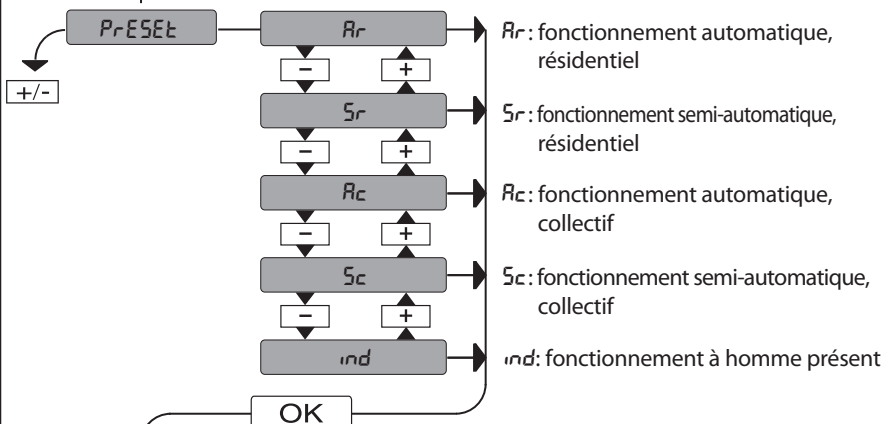 PrESEt
Ar
Ar: fonctionnement automatique,
résidentiel
+/-
-
+
Sr
Sr: fonctionnement semi-automatique,
résidentiel
-
+
Ac
Ac: fonctionnement automatique,
collectif
-
+
Sc
Sc: fonctionnement semi-automatique,
collectif
-
+
ind
ind: fonctionnement à homme présent
OK